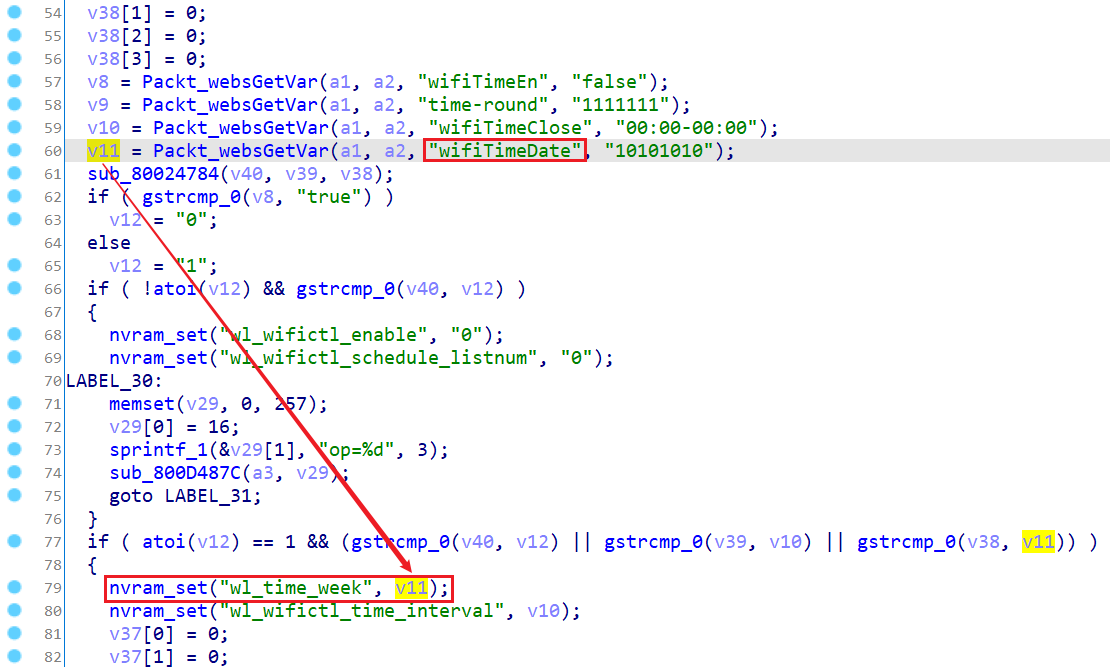 54 v38[1] = 0;
55 v38[2] = 0;
56 v38[3] = 0;
57 v8 = Packt_websGetVar(a1, a2, "wifiTimeEn", "false");
58 v9 = Packt_websGetVar(a1, a2, "time-round", "1111111");
59 v10 = Packt_websGetVar(a1, a2, "wifiTimeClose", "00:00-00:00");
60 v11 = Packt_websGetVar(a1, a2, "wifiTimeDate", "10101010");
61 sub_80024784(v40, v39, v38);
62 if ( gstrcmp_0(v8, "true") )
63 v12 = "0";
64 else
65 v12 = "1";
66 if ( !atoi(v12) && gstrcmp_0(v40, v12) )
67 {
68 nvram_set("wl_wifictl_enable", "0");
69 nvram_set("wl_wifictl_schedule_listnum", "0");
70 LABEL_30:
71 memset(v29, 0, 257);
72 v29[0] = 16;
73 sprintf_1(&v29[1], "op=%d", 3);
74 sub_800D487C(a3, v29);
75 goto LABEL_31;
76 }
77 if ( atoi(v12) == 1 && (gstrcmp_0(v40, v12) || gstrcmp_0(v39, v10) || gstrcmp_0(v38, v11)) )
78 {
79 nvram_set("wl_time_week", v11);
80 nvram_set("wl_wifictl_time_interval", v10);
81 v37[0] = 0;
82 v37[1] = 0;